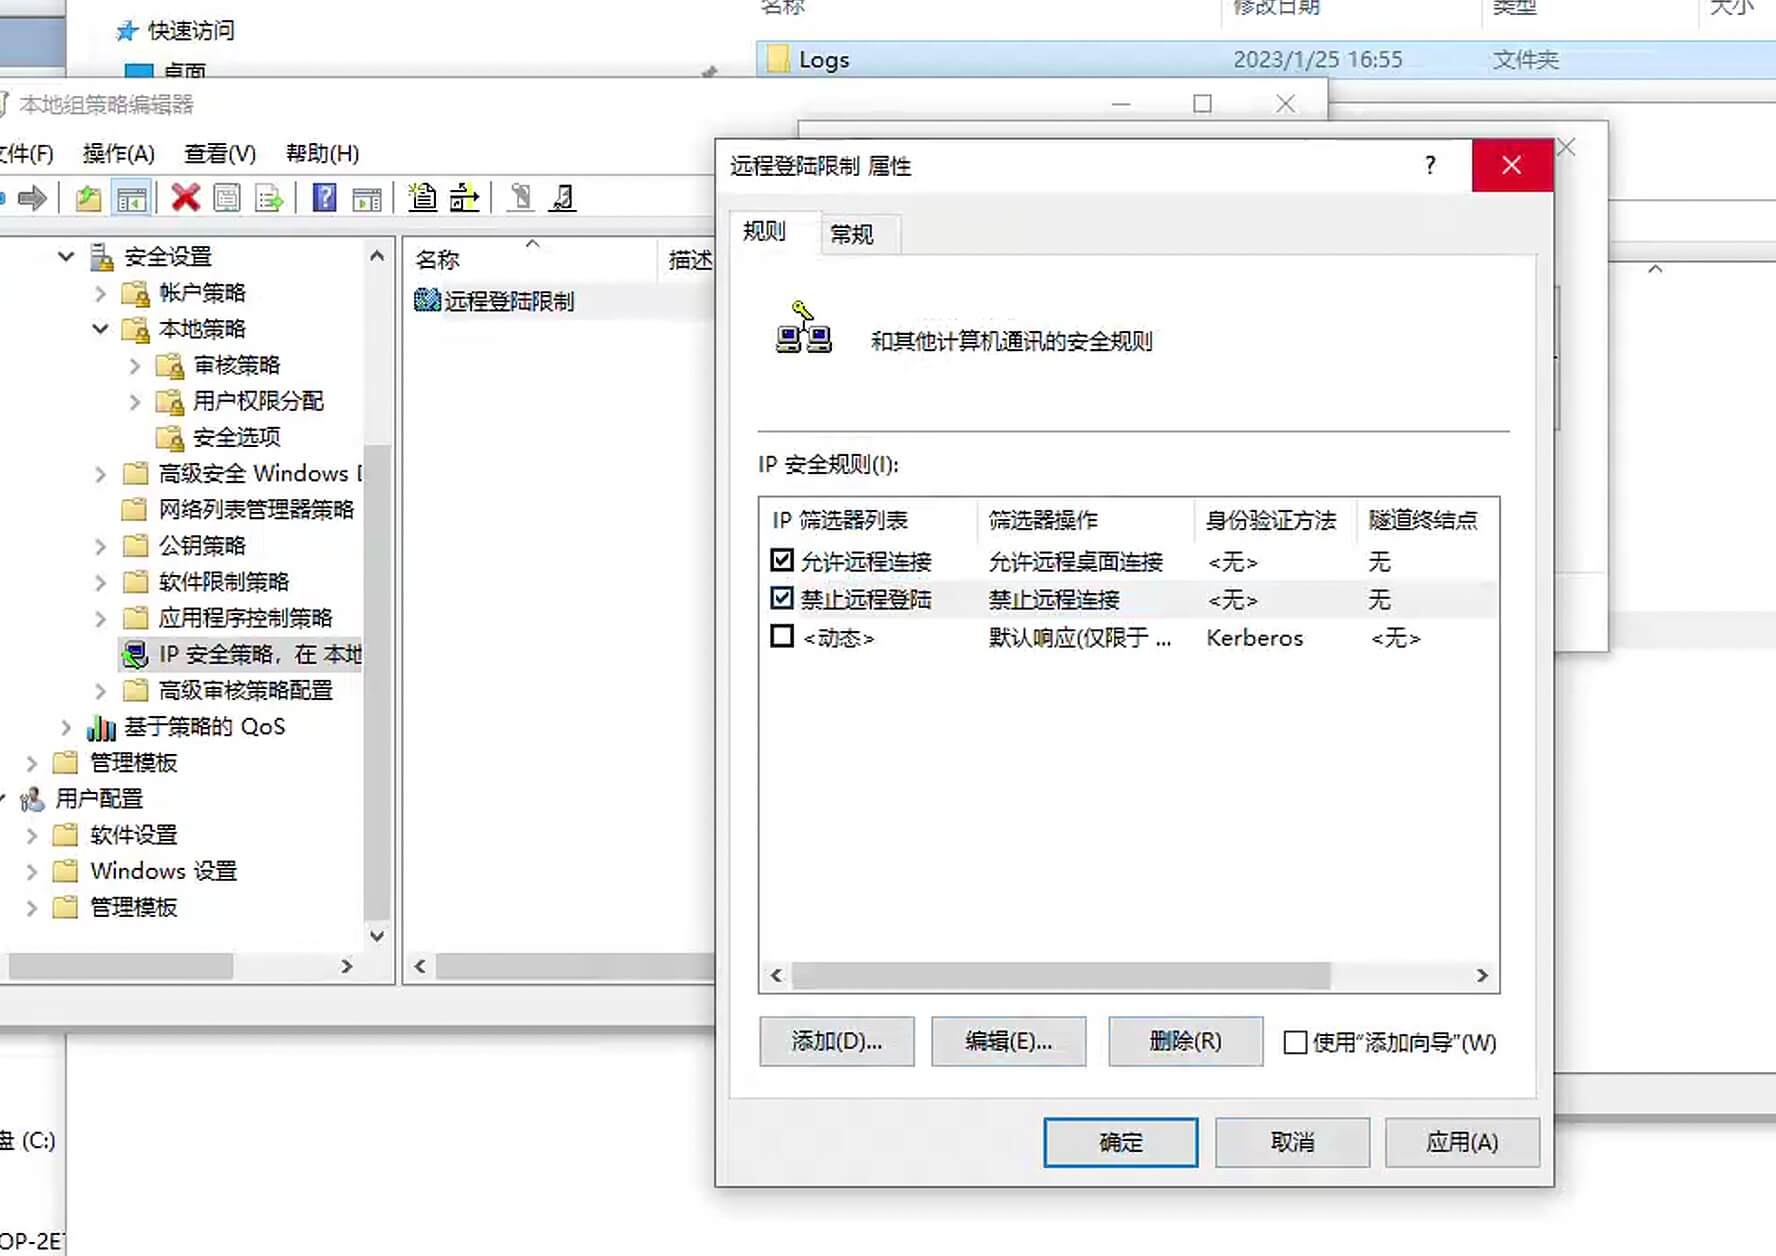 快速访问
桌面
名称
修改日期
类型
大小
Logs
2023/1/25 16:55
文件夹
本地组策略编辑器
文件(F) 操作(A) 查看(V) 帮助(H)
安全设置
帐户策略
本地策略
审核策略
用户权限分配
安全选项
高级安全 Windows
网络列表管理器策略
公钥策略
软件限制策略
应用程序控制策略
IP 安全策略，在 本地
高级审核策略配置
基于策略的 QoS
管理模板
用户配置
软件设置
Windows 设置
管理模板
名称
描述
远程登陆限制
远程登陆限制 属性
?
规则
常规
和其他计算机通讯的安全规则
IP 安全规则(I):
IP 筛选器列表 筛选器操作 身份验证方法 隧道终结点
允许远程连接 允许远程桌面连接 <无> 无
禁止远程登陆 禁止远程连接 <无> 无
<动态> 默认响应(仅限于 ... Kerberos <无>
添加(D)... 编辑(E)... 删除(R) 使用“添加向导”(W)
确定 取消 应用(A)
盘 (C:)
OP-2E